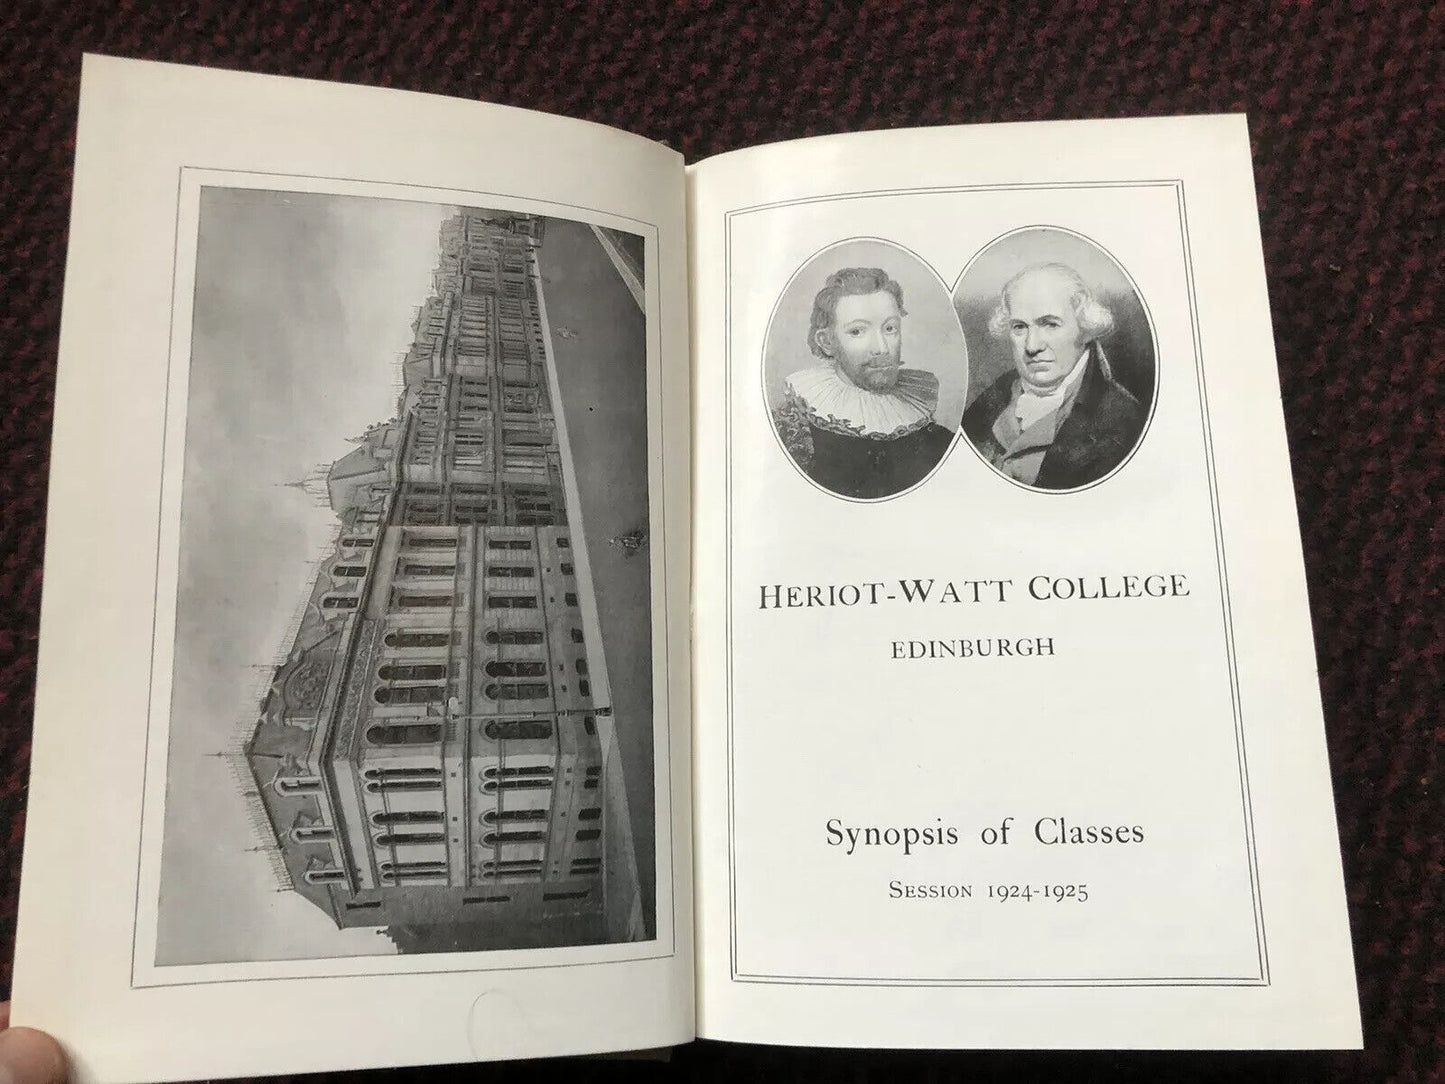 HERIOT-WATT COLLEGE
EDINBURGH
Synopsis of Classes
SESSION 1924-1925